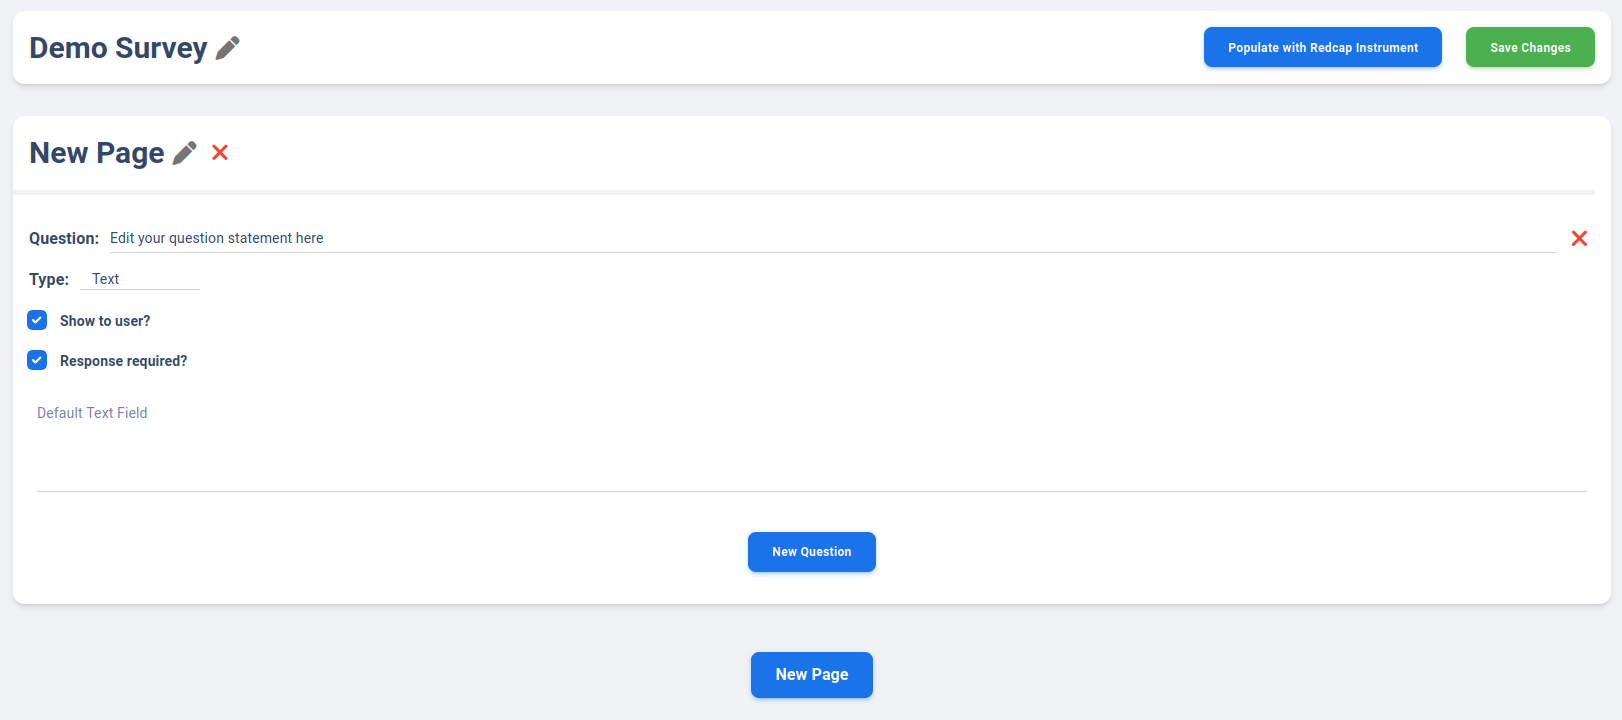 Demo Survey
Populate with Redcap Instrument
Save Changes
New Page
Question: Edit your question statement here
Type: Text
Show to user?
Response required?
Default Text Field
New Question
New Page